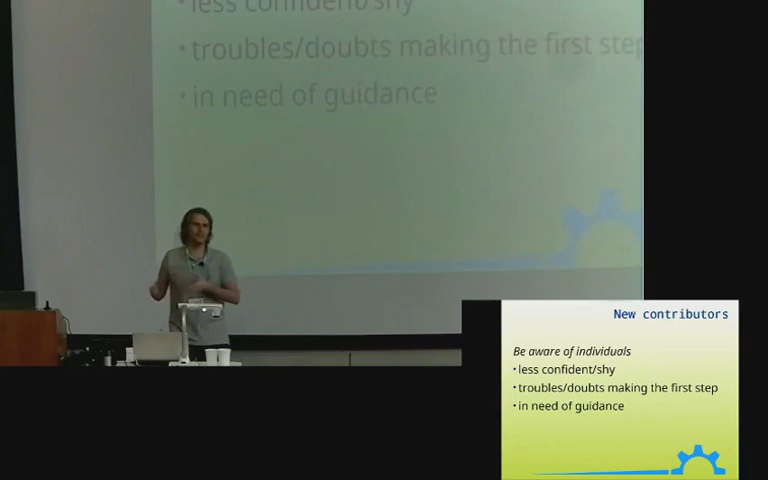 less confident/shy
• troubles/doubts making the first step
• in need of guidance
New contributors
Be aware of individuals
• less confident/shy
• troubles/doubts making the first step
• in need of guidance